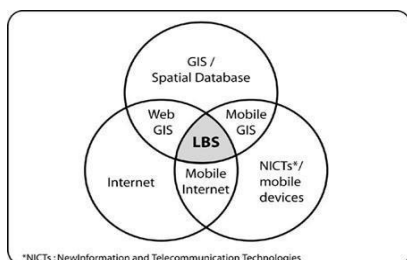 GIS /
Spatial Database
Web
GIS
Mobile
GIS
LBS
Internet
Mobile
Internet
NICTs*/
mobile
devices
*NICTs : NewInformation and Telecommunication Technologies